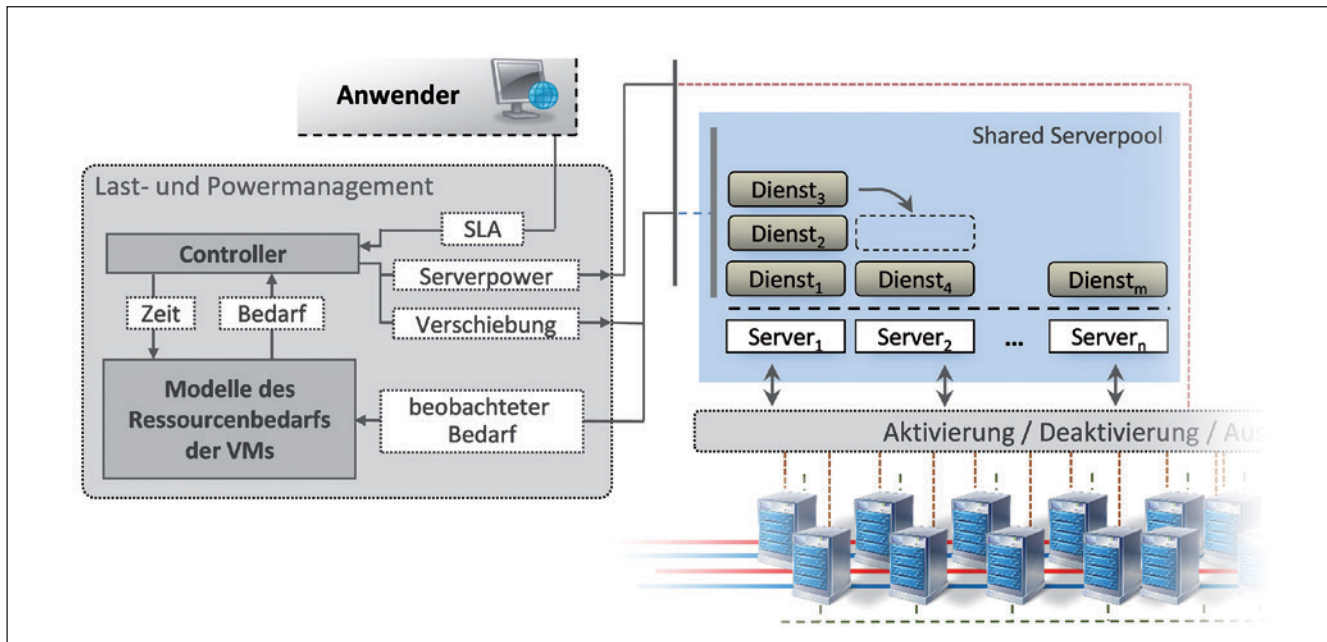 Anwender
Shared Serverpool
Last- und Powermanagement
SLA
Controller
Serverpower
Zeit
Bedarf
Verschiebung
Modelle des
Ressourcenbedarfs
der VMs
beobachteter
Bedarf
Dienst3
Dienst2
Dienst1 Dienst4 Dienstm
Server1 Server2 ... Servern
Aktivierung / Deaktivierung / Aus